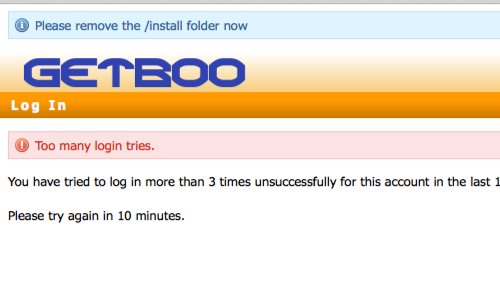 Please remove the /install folder now
GETBOO
Log In
Too many login tries.
You have tried to log in more than 3 times unsuccessfully for this account in the last 1
Please try again in 10 minutes.